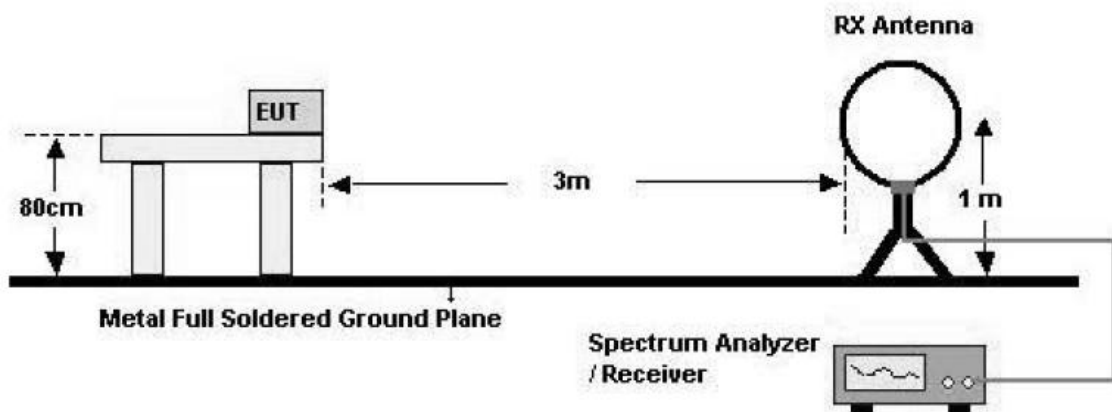 RX Antenna
EUT
3m
80cm
1 m
Metal Full Soldered Ground Plane
Spectrum Analyzer
/ Receiver